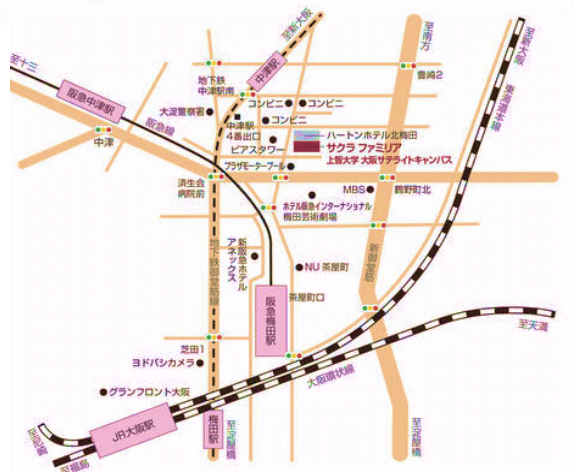 至新大阪
至南方
至新大阪
至十三
地下鉄
中津駅南
中津駅
豊崎2
阪急中津駅
大淀警察署
コンビニ
コンビニ
東海道本線
中津駅
4番出口
コンビニ
阪急線
ピアスタワー
ハートンホテル北梅田
サクラ ファミリア
上智大学 大阪サテライトキャンパス
中津
プラザモータープール
済生会
病院前
MBS
鶴野町北
ホテル阪急インターナショナル
梅田芸術劇場
新阪急ホテル
アネックス
地下鉄御堂筋線
新御堂筋
NU 茶屋町
阪急梅田駅
茶屋町口
至天満
芝田1
ヨドバシカメラ
大阪環状線
グランフロント大阪
JR大阪駅
梅田駅
至淀屋橋
至淀屋橋
至尼崎
至福島